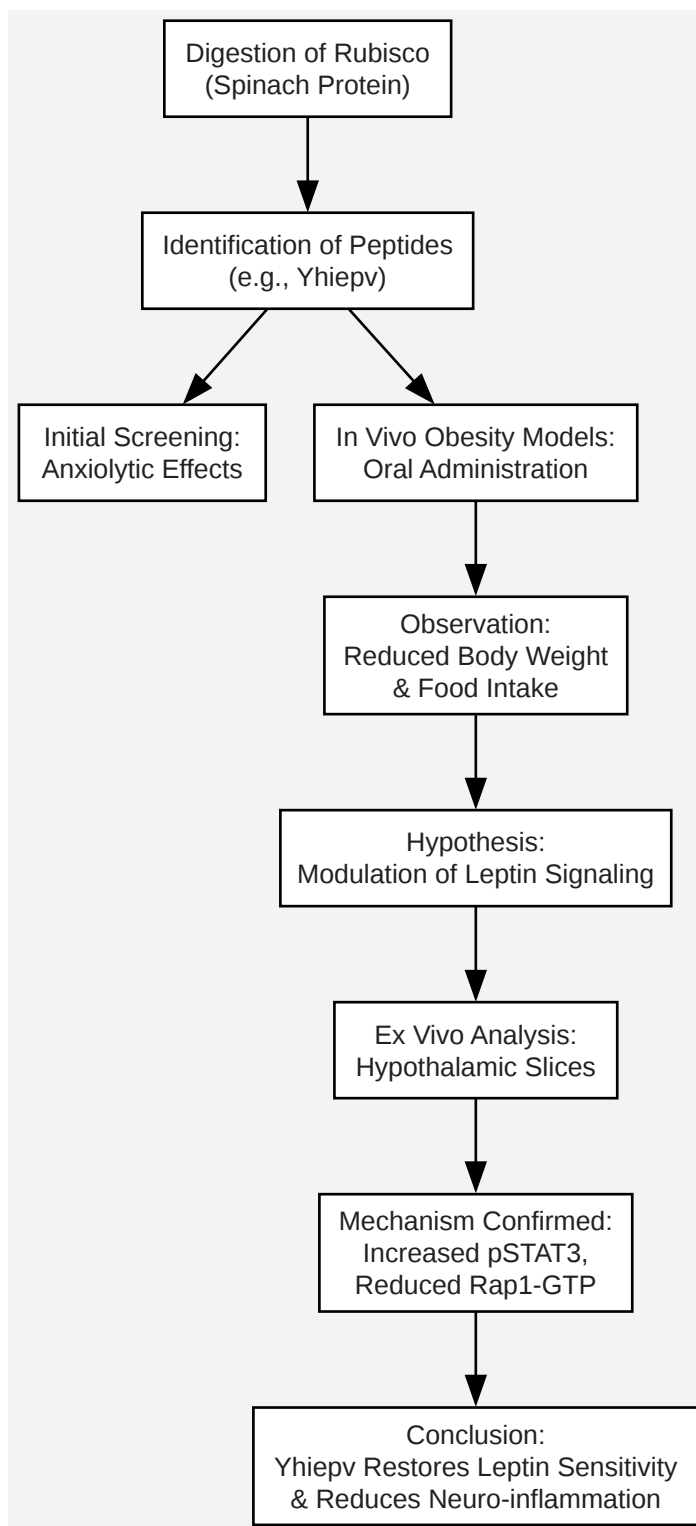 Digestion of Rubisco
(Spinach Protein)
Identification of Peptides
(e.g., Yhiepv)
Initial Screening:
Anxiolytic Effects
In Vivo Obesity Models:
Oral Administration
Observation:
Reduced Body Weight
& Food Intake
Hypothesis:
Modulation of Leptin Signaling
Ex Vivo Analysis:
Hypothalamic Slices
Mechanism Confirmed:
Increased pSTAT3,
Reduced Rap1-GTP
Conclusion:
Yhiepv Restores Leptin Sensitivity
& Reduces Neuro-inflammation